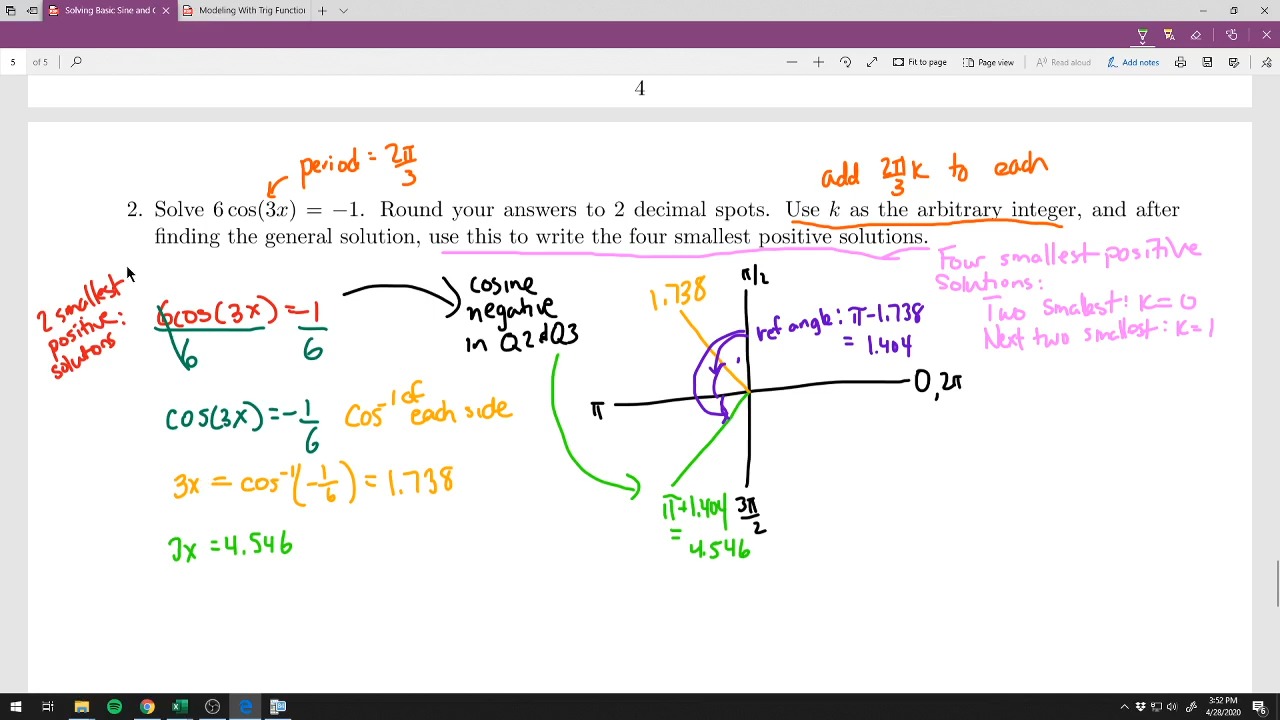 Solving Basic Sine and C
Modeling With Trig Function
5 of 5
Fit to page
Page view
Read aloud
Add notes
4
period = 2π/3
add 2π/3 K to each
2. Solve 6 cos(3x) = −1. Round your answers to 2 decimal spots. Use k as the arbitrary integer, and after
finding the general solution, use this to write the four smallest positive solutions.
Four smallest positive
Solutions:
Two Smallest: K=0
Next two smallest: K=1
2 smallest
positive:
solutions
6cos(3x) = -1
6 6
cosine
negative
in Q2 & Q3
1.738
π/2
ref angle: π-1.738
= 1.404
0, 2π
π
cos(3x) = -1/6
Cos⁻¹ of
each side
3x = cos⁻¹(-1/6) = 1.738
π+1.404
=
4.546
3π/2
3x = 4.546
3:52 PM
4/28/2020
6